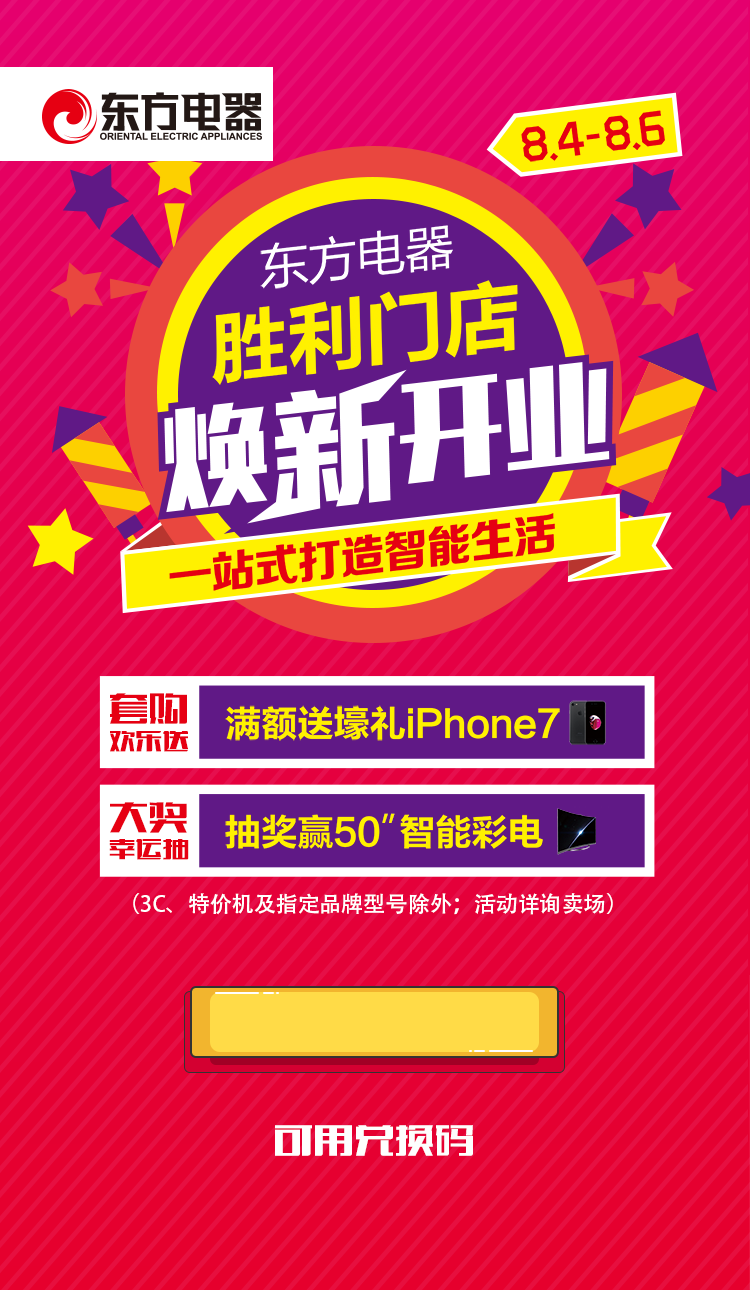 东方电器
ORIENTAL ELECTRIC APPLIANCES
8.4-8.6
东方电器
胜利门店
焕新开业
一站式打造智能生活
套购
欢乐送
满额送壕礼iPhone7
大奖
幸运抽
抽奖赢50″智能彩电
（3C、特价机及指定品牌型号除外；活动详询卖场）
可用兑换码